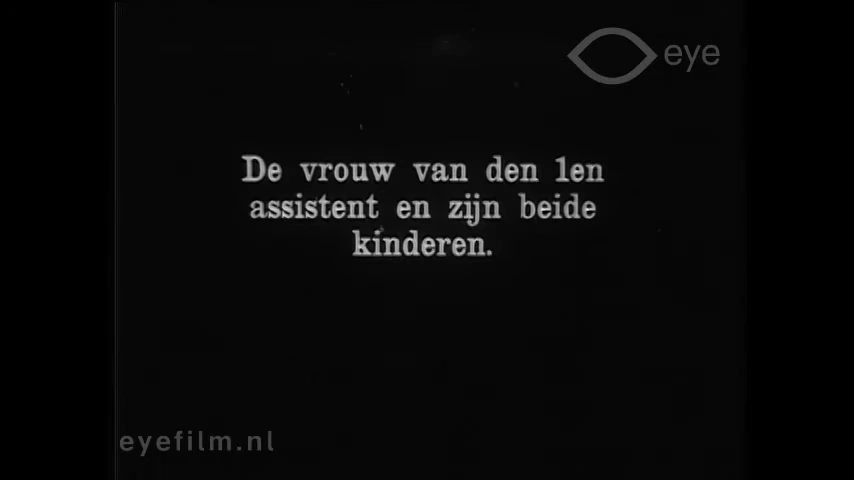 eye
De vrouw van den 1en
assistent en zijn beide
kinderen.
eyefilm.nl